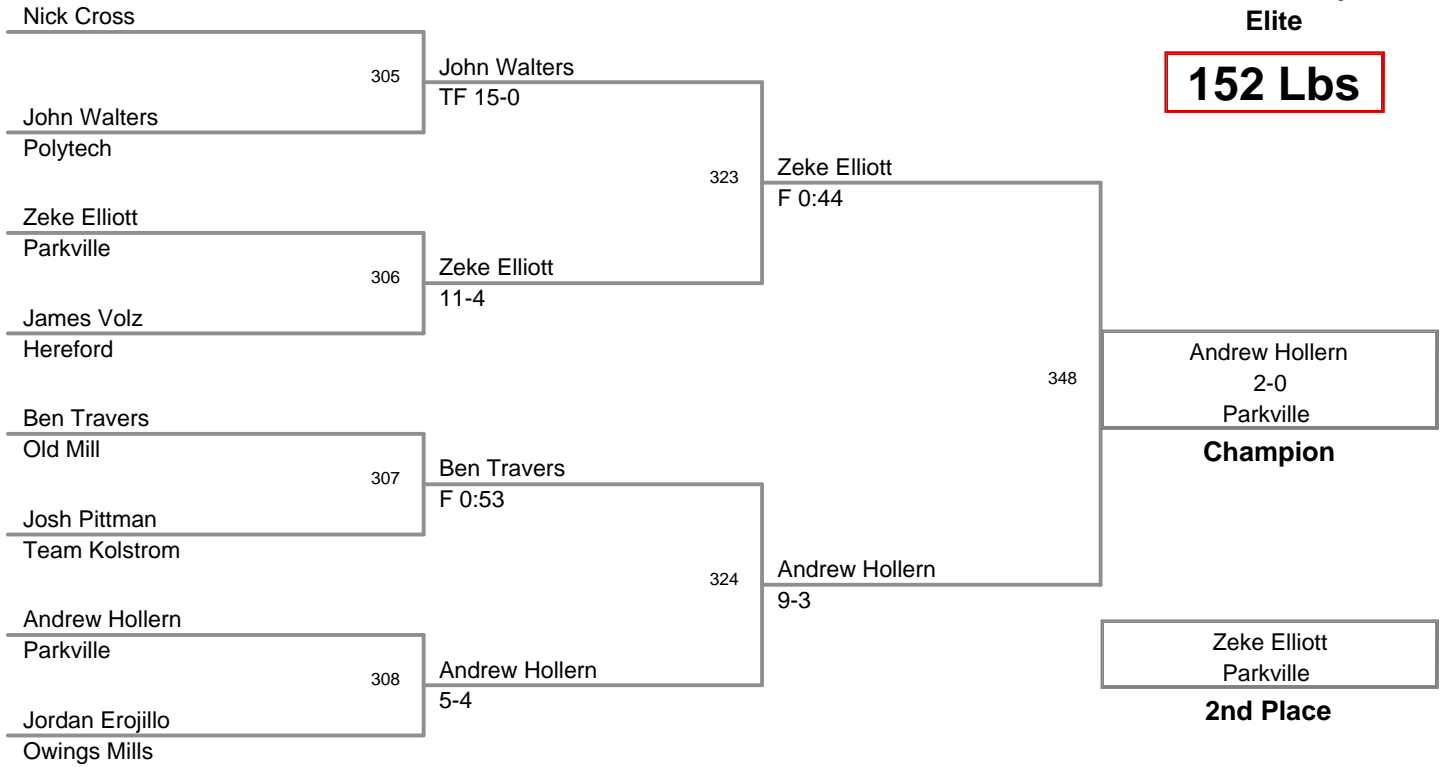 Nick Cross
Elite
305
John Walters
TF 15-0
152 Lbs
John Walters
Polytech
323
Zeke Elliott
F 0:44
Zeke Elliott
Parkville
306
Zeke Elliott
11-4
James Volz
Hereford
348
Andrew Hollern
2-0
Parkville
Champion
Ben Travers
Old Mill
307
Ben Travers
F 0:53
Josh Pittman
Team Kolstrom
324
Andrew Hollern
9-3
Andrew Hollern
Parkville
308
Andrew Hollern
5-4
Zeke Elliott
Parkville
2nd Place
Jordan Erojillo
Owings Mills